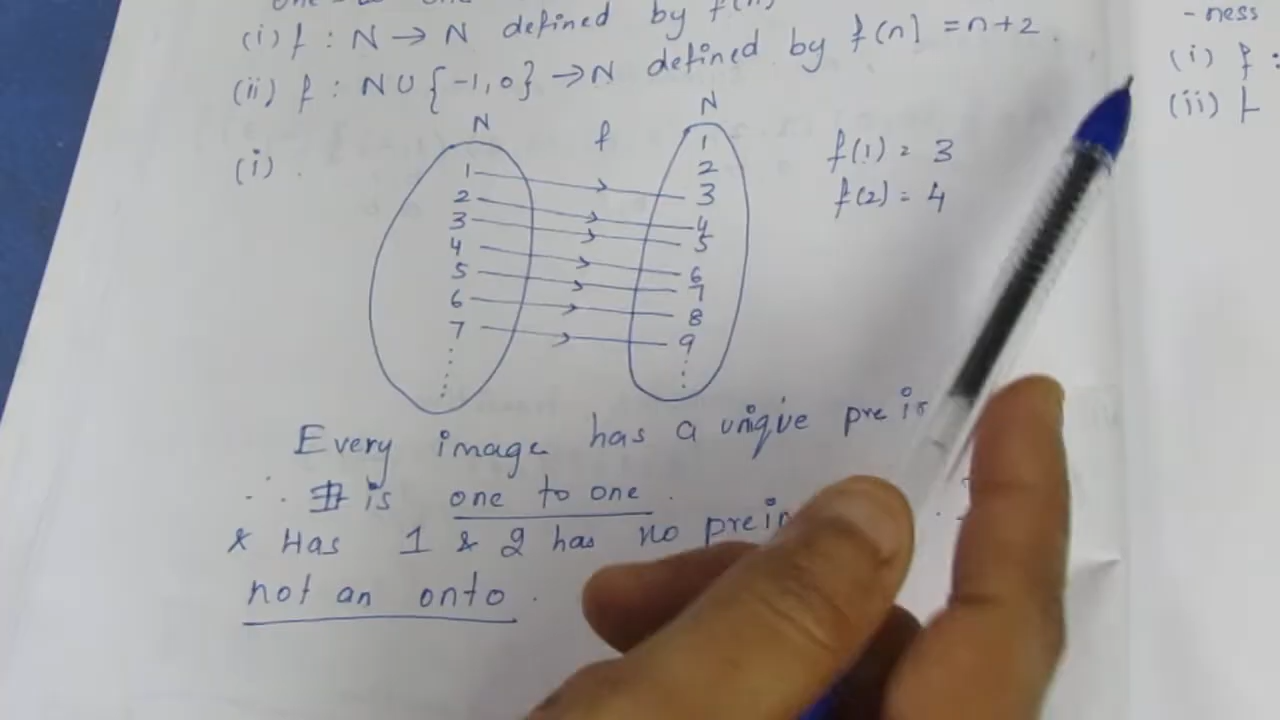 one
(i) f : N → N defined by f(n)
(ii) f : N ∪ {-1,0} → N defined by f(n) = n+2.
- ness
(i) f :
(ii)
(i).
N f N
1 1
2 2
3 3
4 4
5 5
6 6
7 7
8
9
f(1) = 3
f(2) = 4
Every image has a unique
∴ is one to one.
& Has 1 & 2 has no
not an onto.